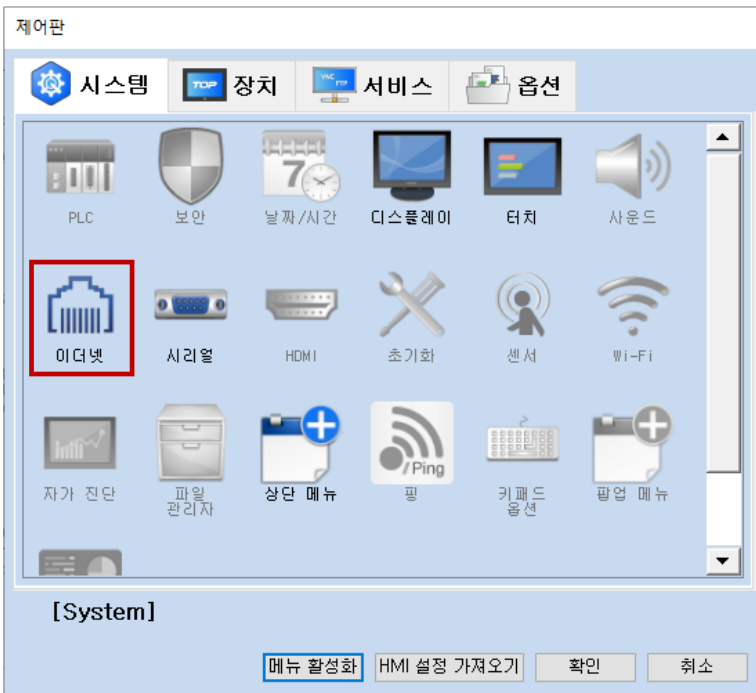 제어판
시스템
TOP 장치
VNC FTP 서비스
옵션
7
PLC
보안
날짜/시간
디스플레이
터치
사운드
이더넷
시리얼
HDMI
초기화
센서
Wi-Fi
/Ping
자가 진단
파일
관리자
상단 메뉴
핑
키패드
옵션
팝업 메뉴
[System]
메뉴 활성화
HMI 설정 가져오기
확인
취소